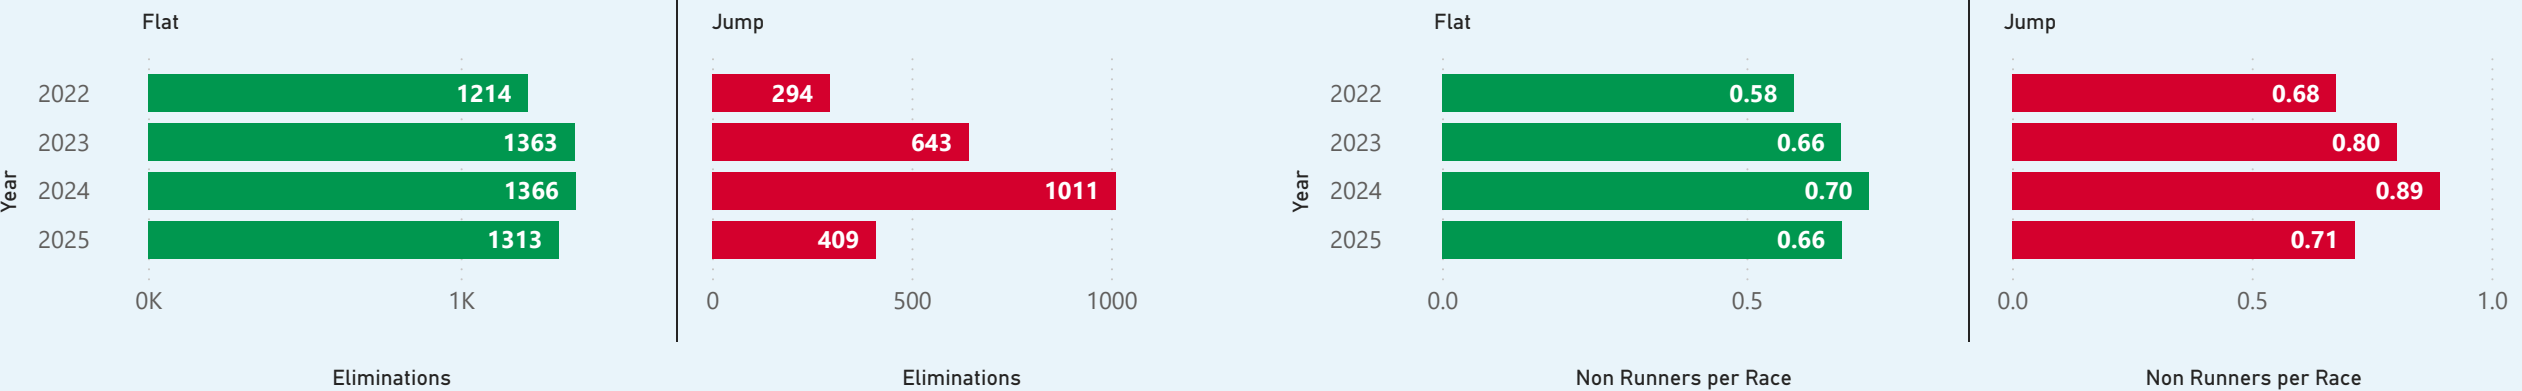 Flat
Year
2022
1214
2023
1363
2024
1366
2025
1313
0K 1K
Eliminations
Jump
294
643
1011
409
0 500 1000
Eliminations
Flat
Year
2022
0.58
2023
0.66
2024
0.70
2025
0.66
0.0 0.5
Non Runners per Race
Jump
0.68
0.80
0.89
0.71
0.0 0.5 1.0
Non Runners per Race